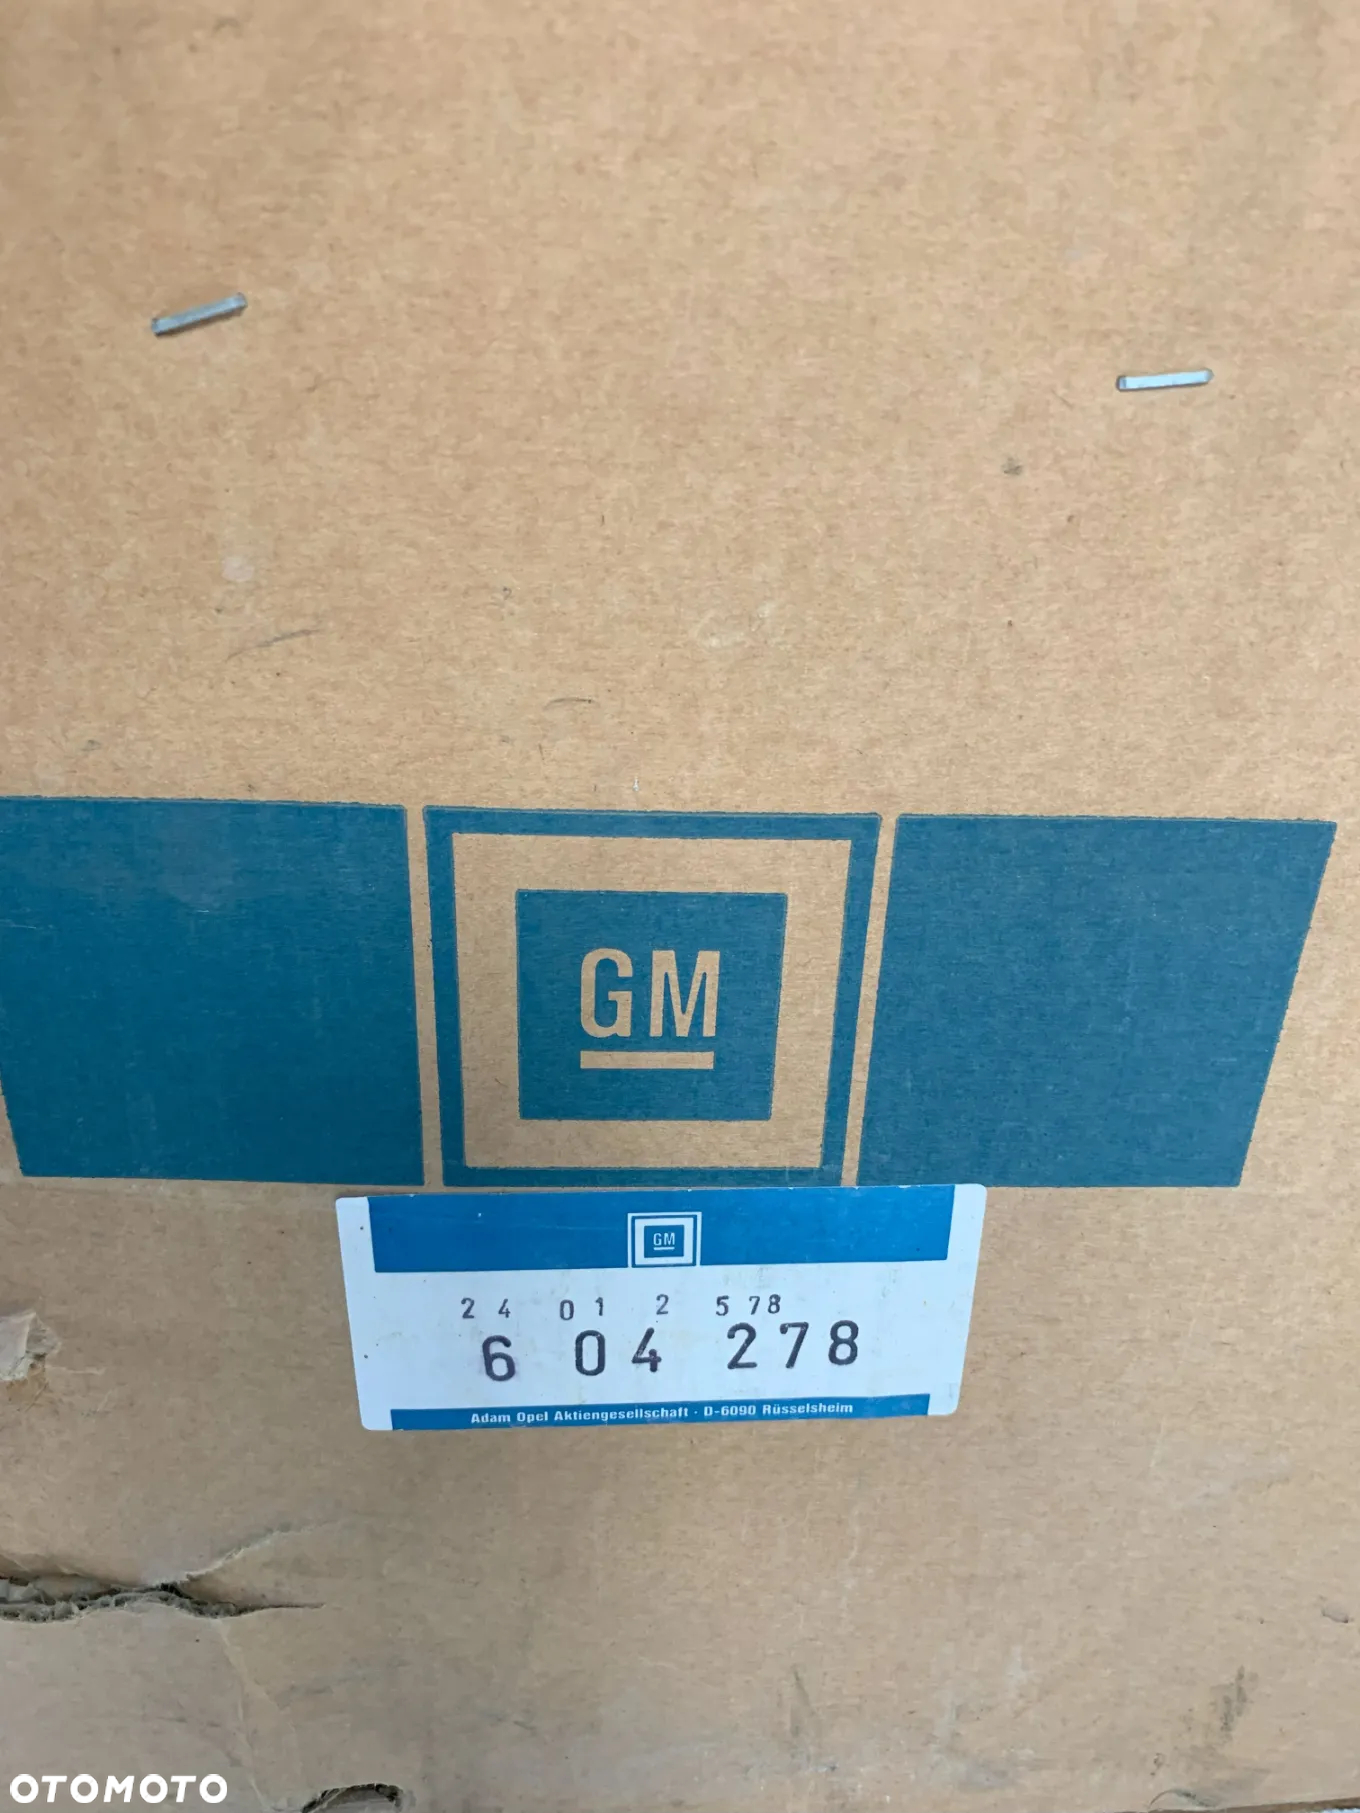 GM
GM
24 01 2 578
6 04 278
Adam Opel Aktiengesellschaft · D-6090 Rüsselsheim
OTOMOTO